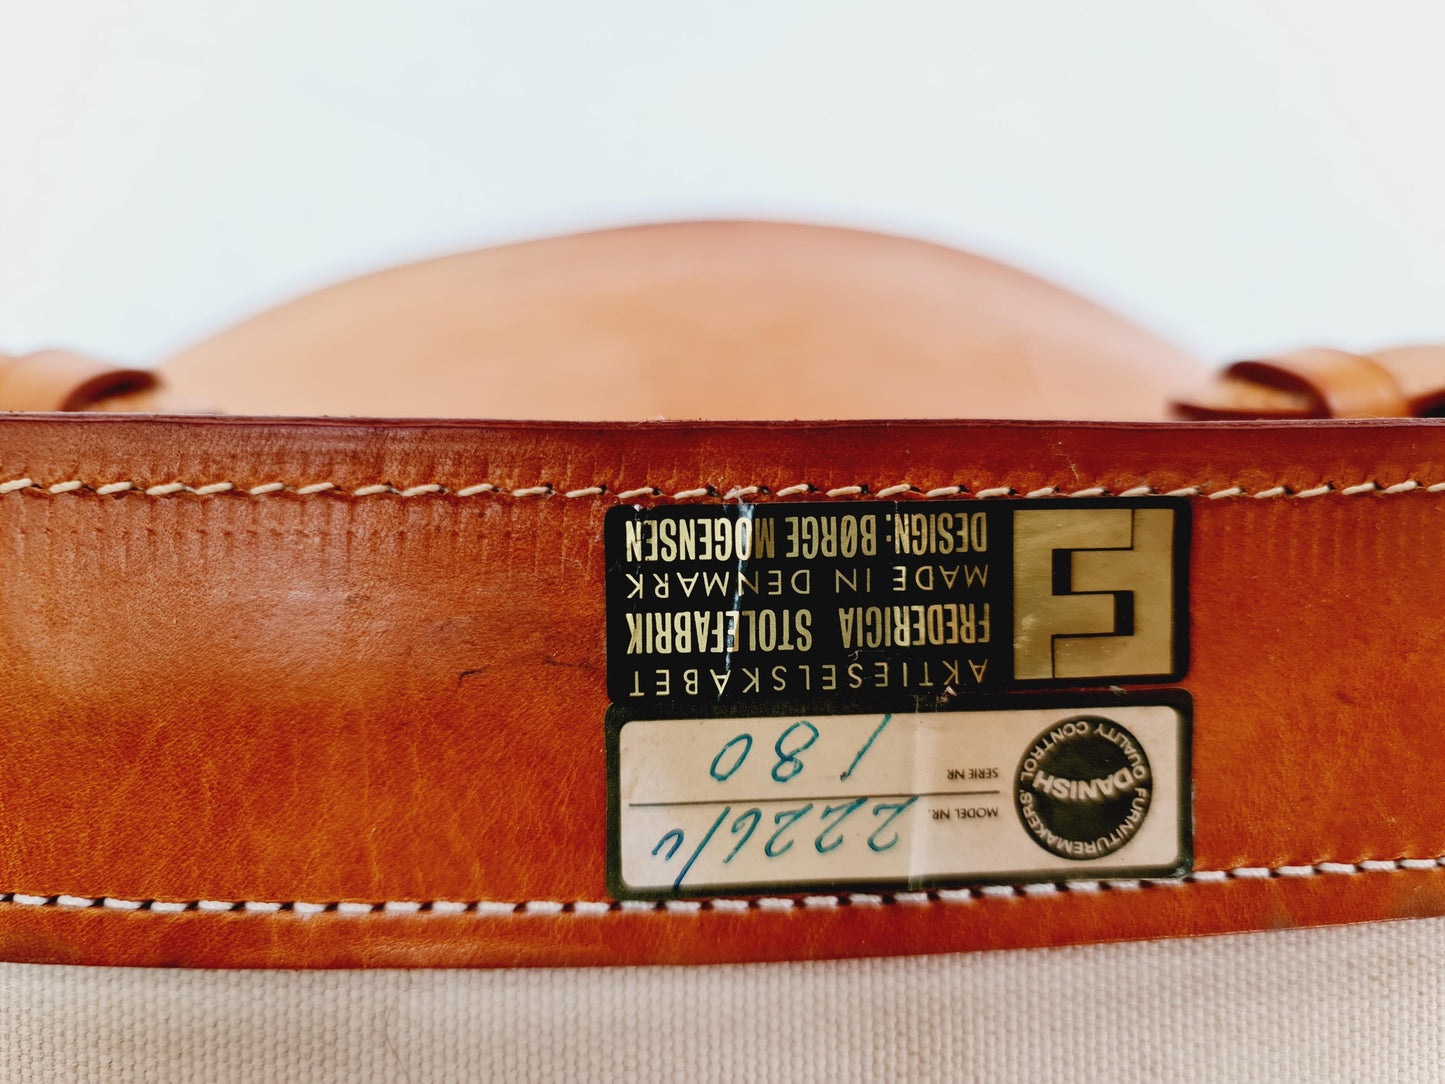 AKTIESELSKABET
FREDERICIA STOLEFABRIK
MADE IN DENMARK
DESIGN: BØRGE MOGENSEN
DANISH
FURNITUREMAKERS'.
QUALITY CONTROL
MODEL NR. 2226/v
SERIE NR 180